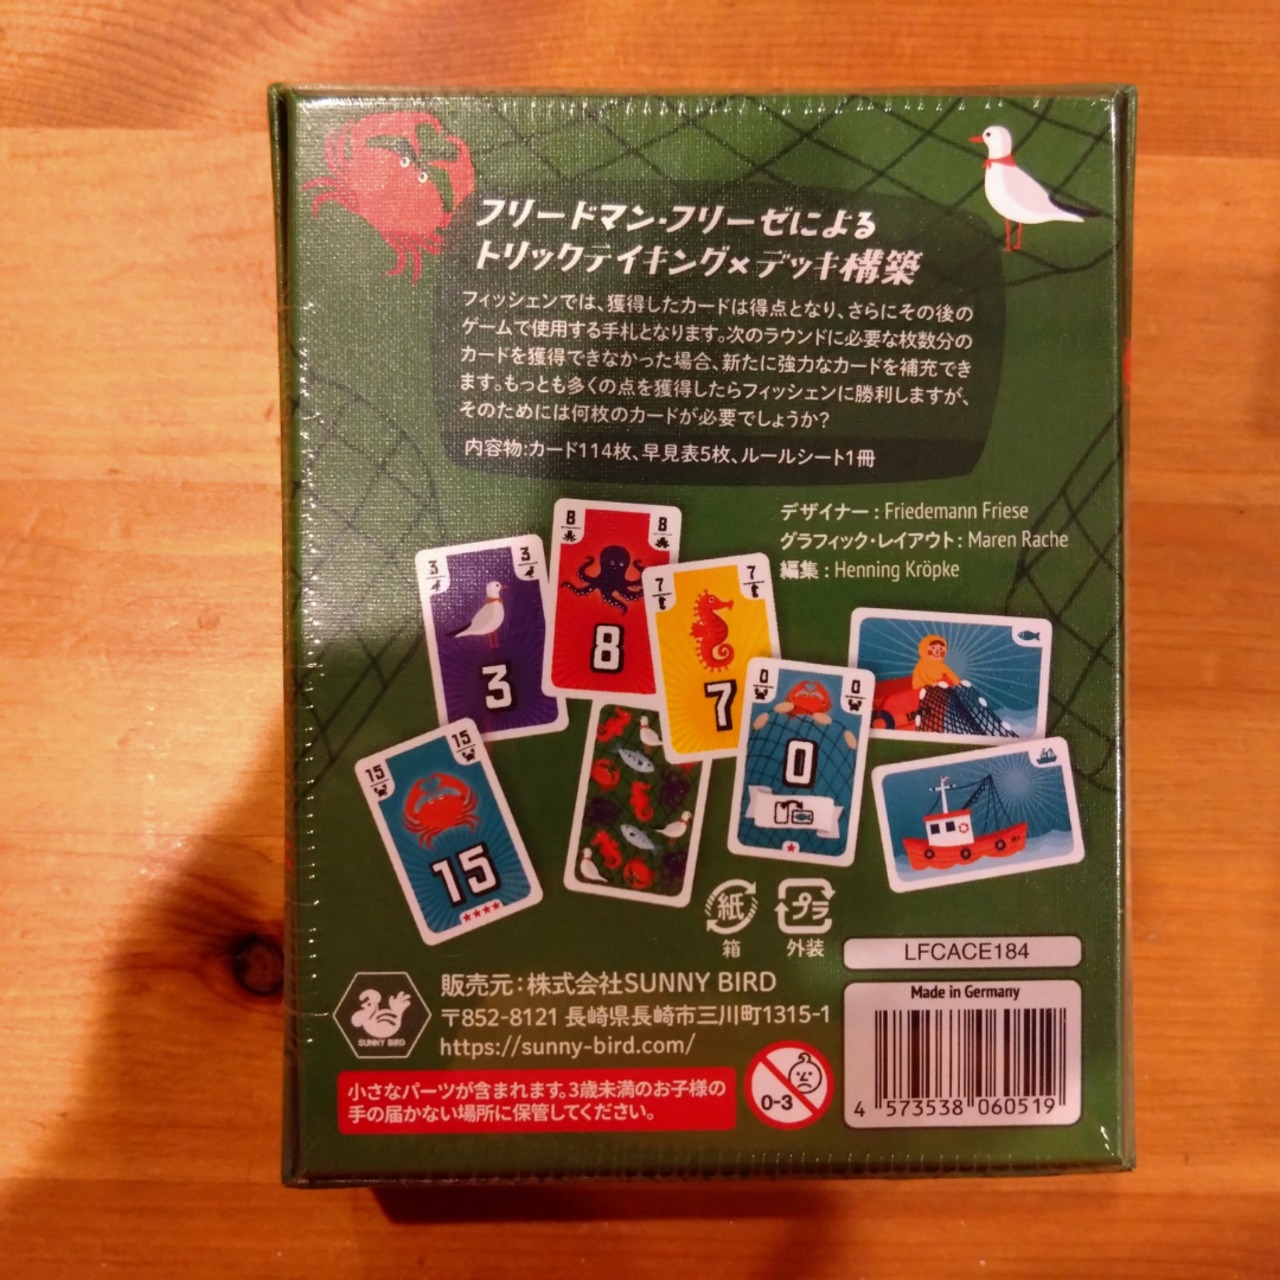 フリードマン・フリーゼによる
トリックテイキング×デッキ構築
フィッシェンでは、獲得したカードは得点となり、さらにその後の
ゲームで使用する手札となります。次のラウンドに必要な枚数分の
カードを獲得できなかった場合、新たに強力なカードを補充でき
ます。もっとも多くの点を獲得したらフィッシェンに勝利しますが、
そのためには何枚のカードが必要でしょうか?
内容物:カード114枚、早見表5枚、ルールシート1冊
デザイナー : Friedemann Friese
グラフィック・レイアウト : Maren Rache
編集 : Henning Kröpke
3 3
3
8 8
8
7 7
7
0 0
0
15 15
15
紙 プラ
箱 外装
LFCACE184
Made in Germany
4 573538 060519
SUNNY BIRD
販売元 : 株式会社SUNNY BIRD
〒852-8121 長崎県長崎市三川町1315-1
https://sunny-bird.com/
小さなパーツが含まれます。3歳未満のお子様の
手の届かない場所に保管してください。
0-3